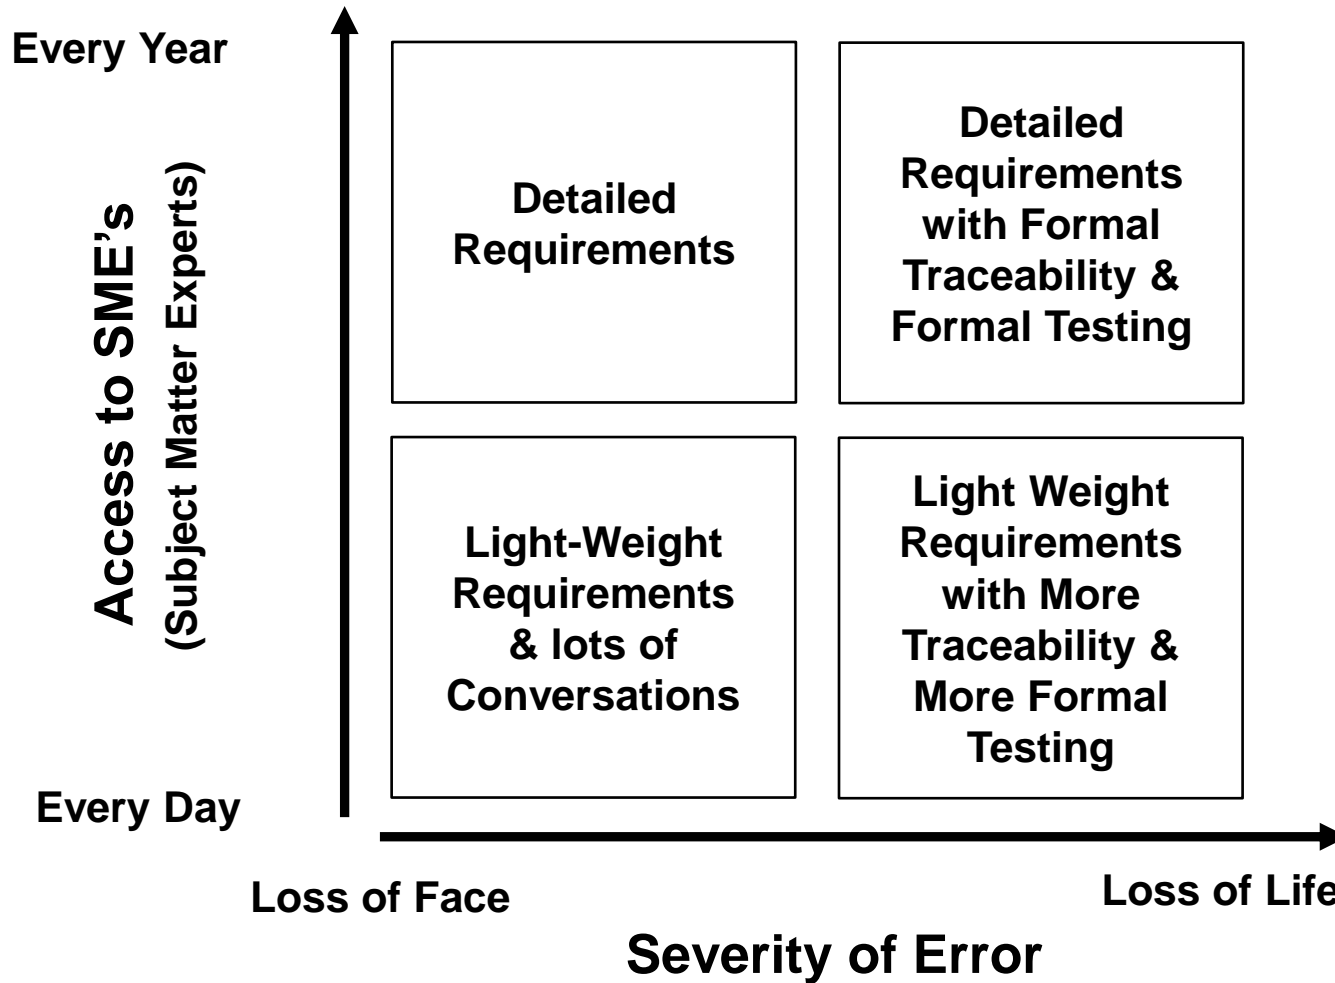 Every Year
Access to SME's
(Subject Matter Experts)
Every Day
Detailed
Requirements
Detailed
Requirements
with Formal
Traceability &
Formal Testing
Light-Weight
Requirements
& lots of
Conversations
Light Weight
Requirements
with More
Traceability &
More Formal
Testing
Loss of Face
Loss of Life
Severity of Error